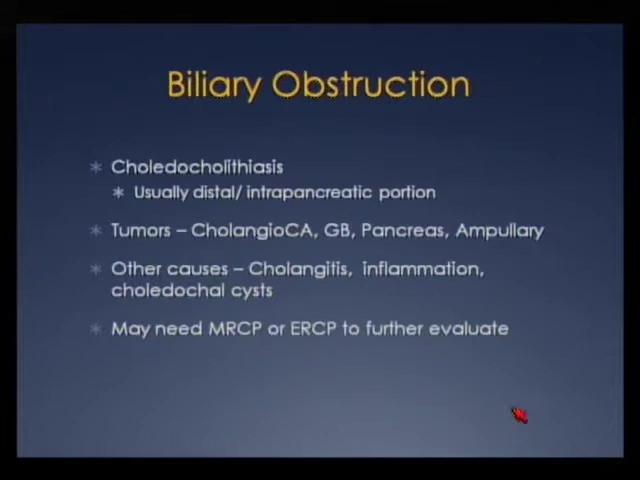 Biliary Obstruction
* Choledocholithiasis
* Usually distal/ intrapancreatic portion
* Tumors – CholangioCA, GB, Pancreas, Ampullary
* Other causes – Cholangitis, inflammation,
choledochal cysts
* May need MRCP or ERCP to further evaluate